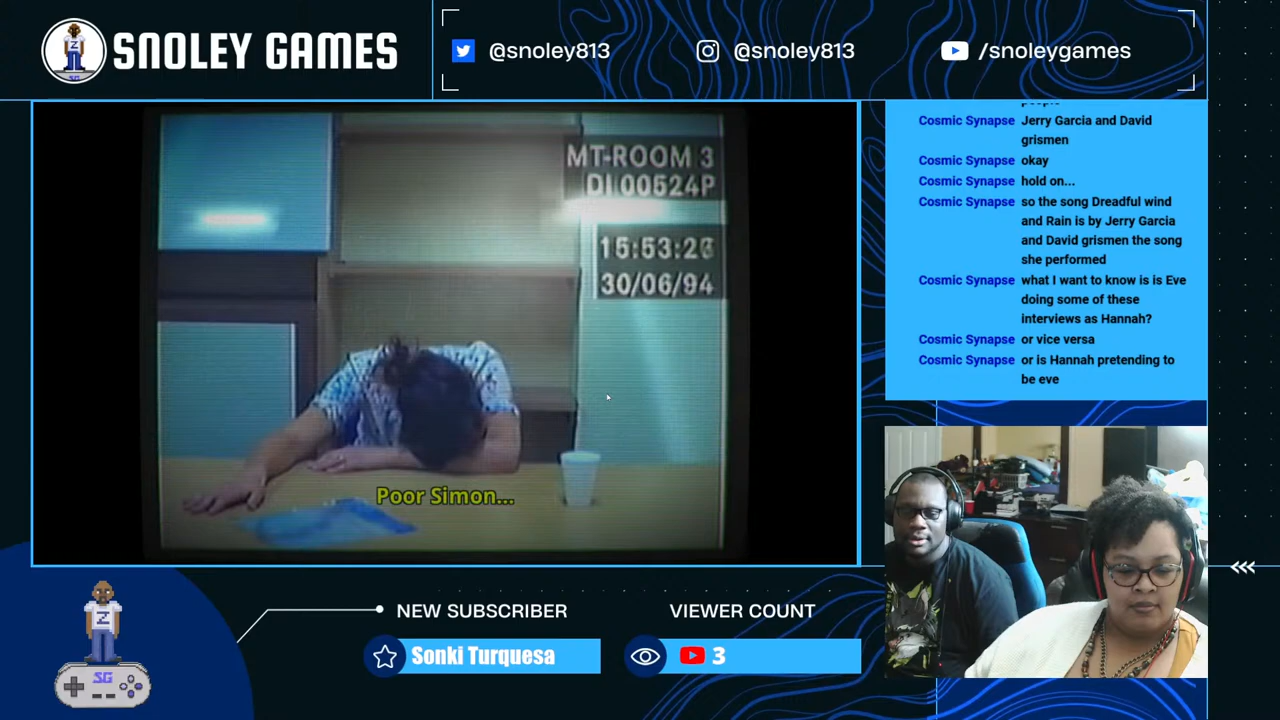 SNOLEY GAMES
@snoley813
@snoley813
/snoleygames
MT-ROOM 3
DI 00524P
15:53:26
30/06/94
Poor Simon...
people
Cosmic Synapse Jerry Garcia and David
grismen
Cosmic Synapse okay
Cosmic Synapse hold on...
Cosmic Synapse so the song Dreadful wind
and Rain is by Jerry Garcia
and David grismen the song
she performed
Cosmic Synapse what I want to know is is Eve
doing some of these
interviews as Hannah?
Cosmic Synapse or vice versa
Cosmic Synapse or is Hannah pretending to
be eve
NEW SUBSCRIBER
Sonki Turquesa
VIEWER COUNT
3
Z
SG
Z
SG